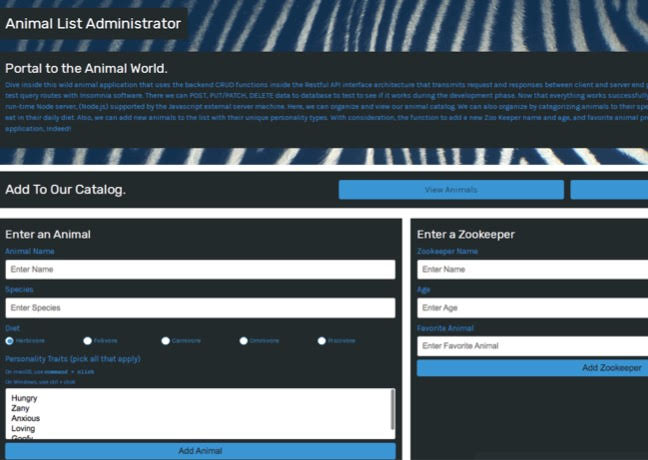 Animal List Administrator
Portal to the Animal World.
Dive inside this wild animal application that uses the backend CRUD functions inside the Restful API interface architecture that transmits request and responses between client and server end
test query routes with Insomnia software. There we can POST, PUT/PATCH, DELETE data to database to test to see if it works during the development phase. Now that everything works successfully
run-time Node server, (Node.js) supported by the Javascript external server machine. Here, we can organize and view our animal catalog. We can also organize by categorizing animals to their
eat in their daily diet. Also, we can add new animals to the list with their unique personality types. With consideration, the function to add a new Zoo Keeper name and age, and favorite animal
application, indeed!
Add To Our Catalog.
View Animals
Enter an Animal
Animal Name
Enter Name
Species
Enter Species
Diet
Herbivore
Folivore
Carnivore
Omnivore
Piscivore
Personality Traits (pick all that apply)
On macOS, use command + click
On Windows, use ctrl + click
Hungry
Zany
Anxious
Loving
Goofy
Add Animal
Enter a Zookeeper
Zookeeper Name
Enter Name
Age
Enter Age
Favorite Animal
Enter Favorite Animal
Add Zookeeper